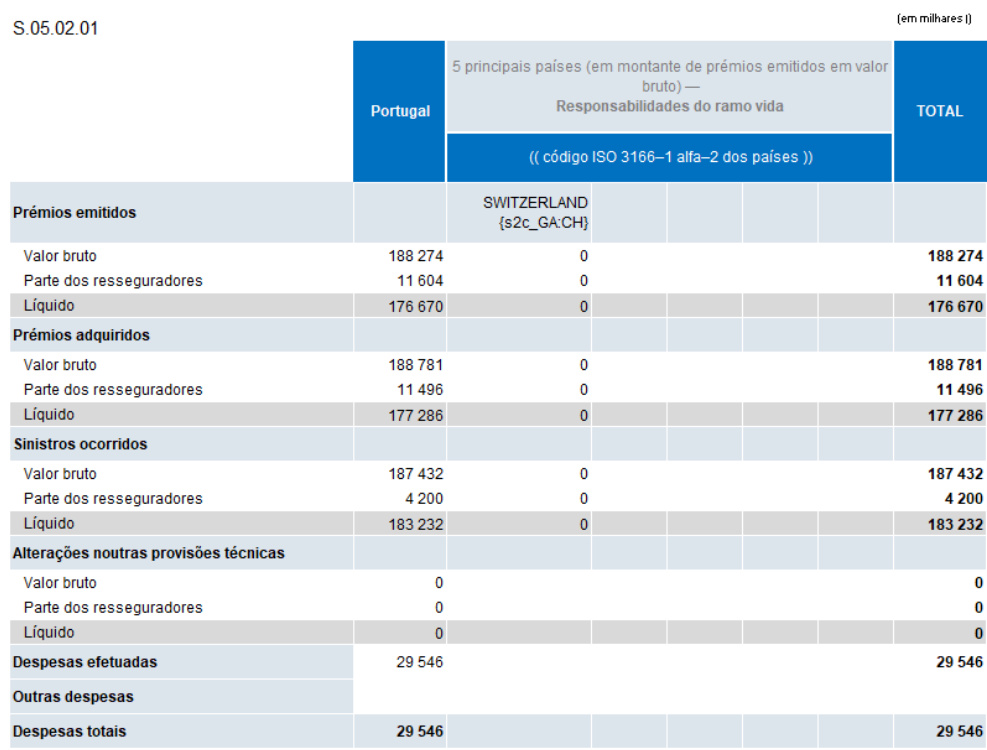 S.05.02.01
(em milhares |)
Portugal
5 principais países (em montante de prémios emitidos em valor
bruto) —
Responsabilidades do ramo vida
TOTAL
(( código ISO 3166–1 alfa–2 dos países ))
Prémios emitidos SWITZERLAND
{s2c_GA:CH}
Valor bruto 188 274 0 188 274
Parte dos resseguradores 11 604 0 11 604
Líquido 176 670 0 176 670
Prémios adquiridos
Valor bruto 188 781 0 188 781
Parte dos resseguradores 11 496 0 11 496
Líquido 177 286 0 177 286
Sinistros ocorridos
Valor bruto 187 432 0 187 432
Parte dos resseguradores 4 200 0 4 200
Líquido 183 232 0 183 232
Alterações noutras provisões técnicas
Valor bruto 0 0
Parte dos resseguradores 0 0
Líquido 0 0
Despesas efetuadas 29 546 29 546
Outras despesas
Despesas totais 29 546 29 546